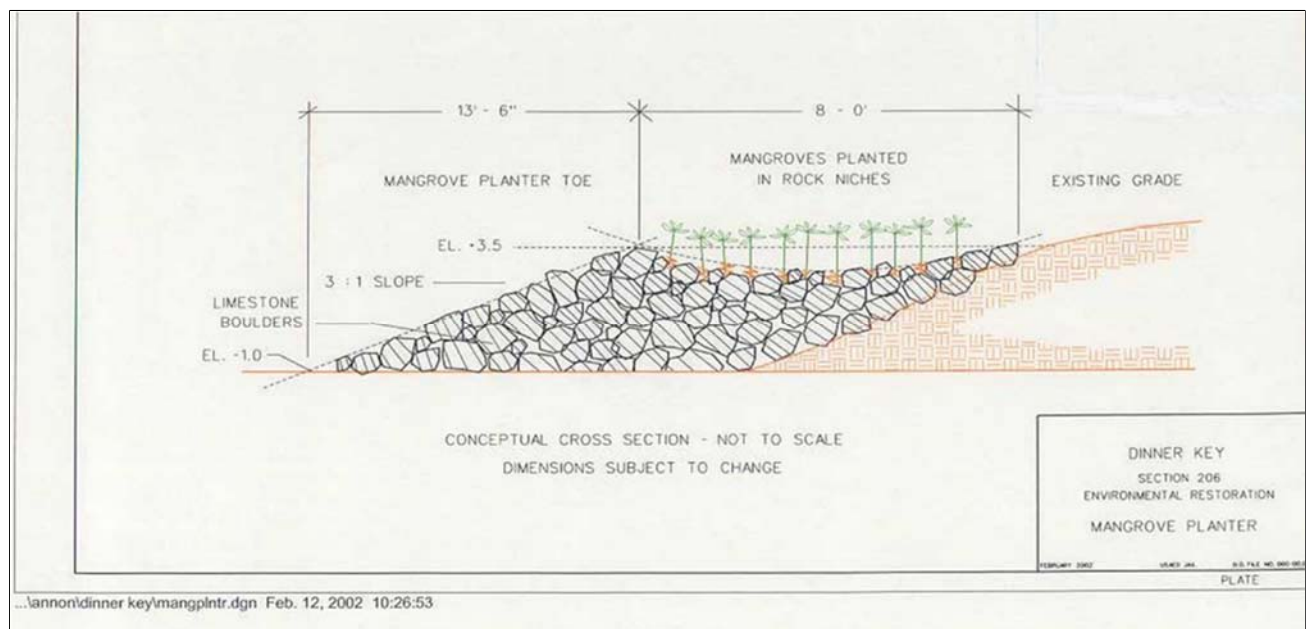 13' - 6"
8 - 0'
MANGROVE PLANTER TOE
MANGROVES PLANTED
IN ROCK NICHES
EXISTING GRADE
EL. +3.5
3 : 1 SLOPE
LIMESTONE
BOULDERS
EL. -1.0
CONCEPTUAL CROSS SECTION - NOT TO SCALE
DIMENSIONS SUBJECT TO CHANGE
DINNER KEY
SECTION 206
ENVIRONMENTAL RESTORATION
MANGROVE PLANTER
FEBRUARY 2002
FILE NO.
PLATE
...\annon\dinner key\mangplntr.dgn Feb. 12, 2002 10:26:53